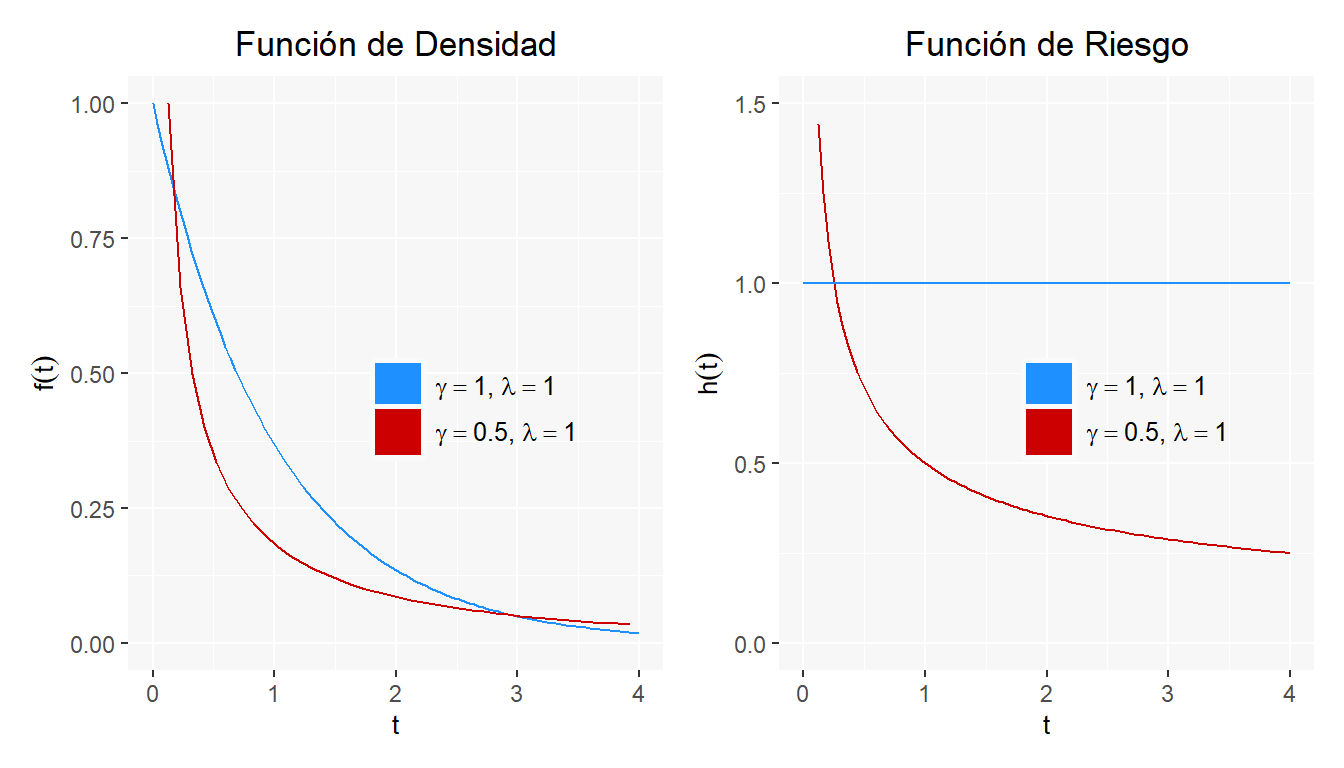 Función de Densidad
1.00
0.75
0.50
0.25
0.00
f(t)
γ = 1, λ = 1
γ = 0.5, λ = 1
0 1 2 3 4
t
Función de Riesgo
1.5
1.0
0.5
0.0
h(t)
γ = 1, λ = 1
γ = 0.5, λ = 1
0 1 2 3 4
t